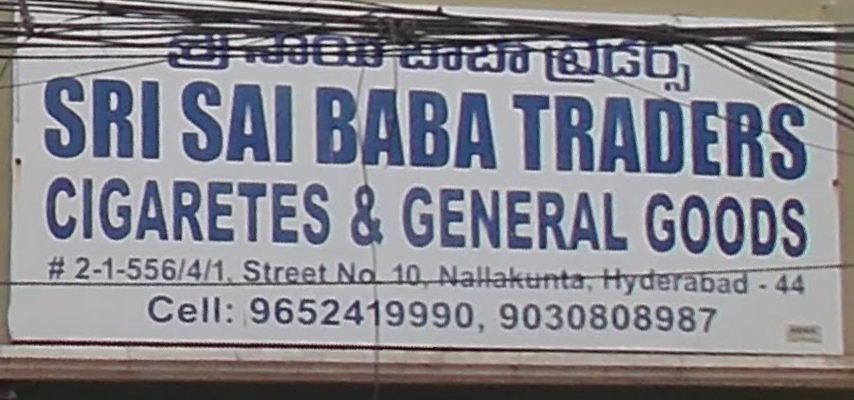 శ్రీ సాయి బాబా ట్రేడర్స్
SRI SAI BABA TRADERS
CIGARETES & GENERAL GOODS
# 2-1-556/4/1, Street No. 10, Nallakunta, Hyderabad - 44
Cell: 9652419990, 9030808987